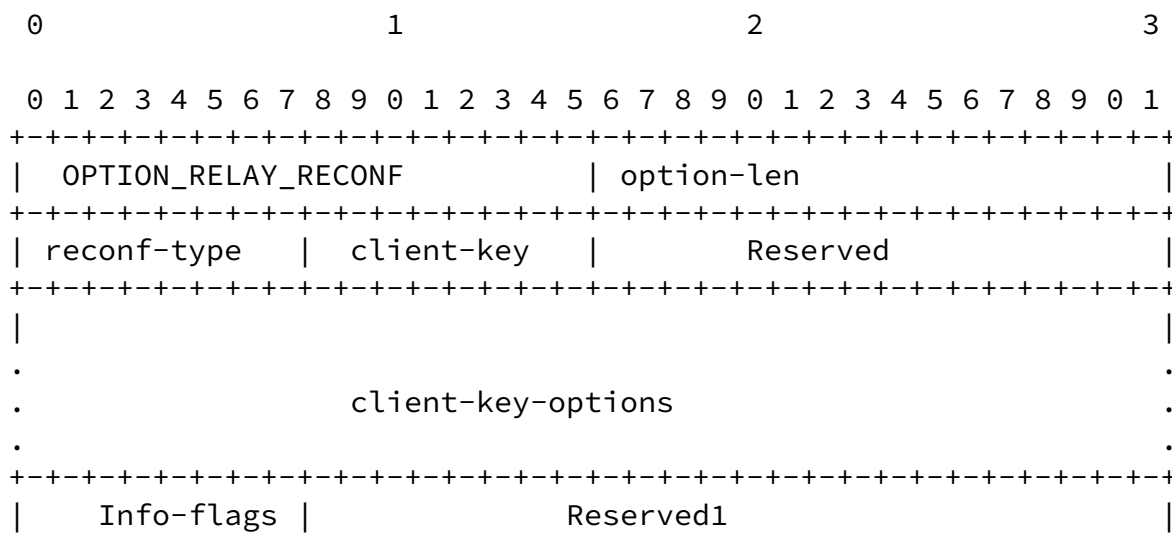 0                   1                   2                   3
0 1 2 3 4 5 6 7 8 9 0 1 2 3 4 5 6 7 8 9 0 1 2 3 4 5 6 7 8 9 0 1
+-+-+-+-+-+-+-+-+-+-+-+-+-+-+-+-+-+-+-+-+-+-+-+-+-+-+-+-+-+-+-+-+
|  OPTION_RELAY_RECONF          | option-len                    |
+-+-+-+-+-+-+-+-+-+-+-+-+-+-+-+-+-+-+-+-+-+-+-+-+-+-+-+-+-+-+-+-+
| reconf-type   |  client-key   |        Reserved               |
+-+-+-+-+-+-+-+-+-+-+-+-+-+-+-+-+-+-+-+-+-+-+-+-+-+-+-+-+-+-+-+-+
|                                                               |
.                                                               .
.                  client-key-options                           .
.                                                               .
+-+-+-+-+-+-+-+-+-+-+-+-+-+-+-+-+-+-+-+-+-+-+-+-+-+-+-+-+-+-+-+-+
|    Info-flags |              Reserved1                        |